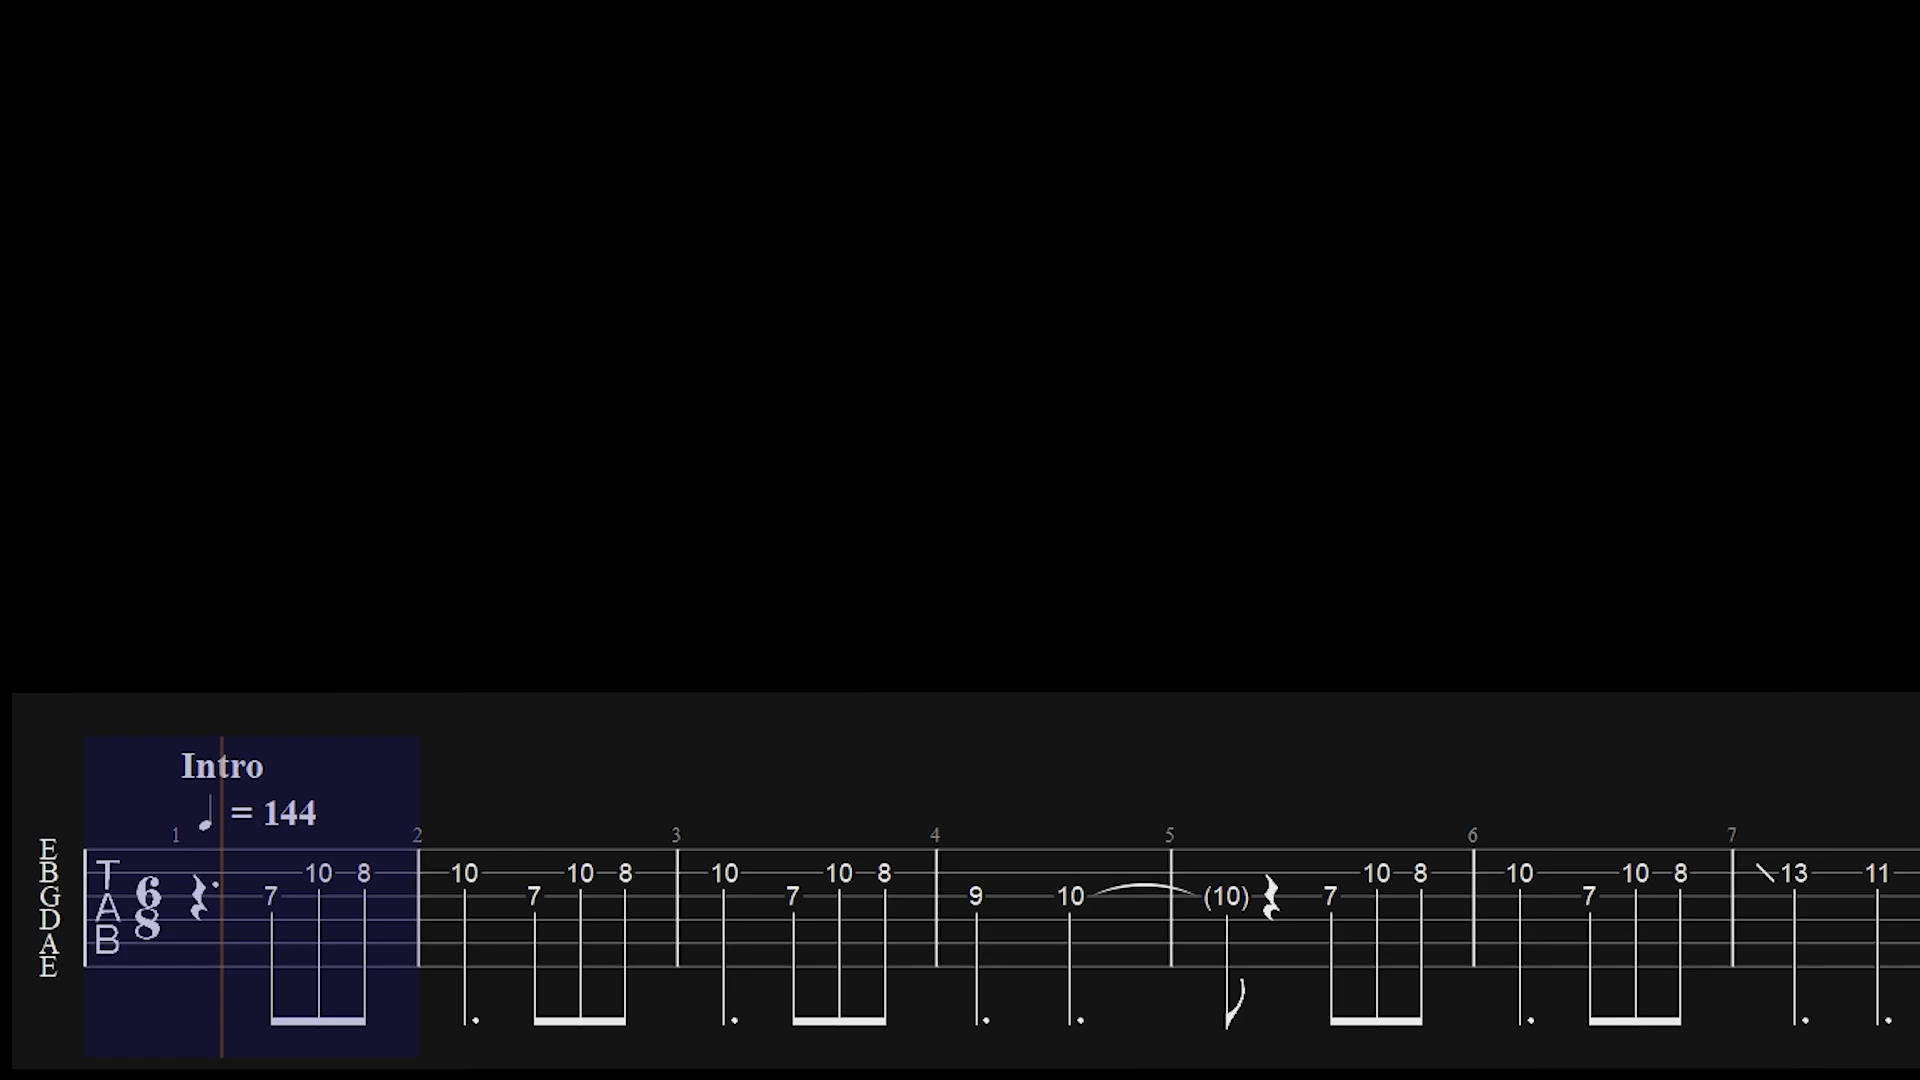 Intro
♩ = 144
1 2 3 4 5 6 7
E
B 10 8 10 10 8 10 10 8 10 8 10 10 8 13 11
G 7 7 7 9 10 (10) 7 7
D
A
E
T
A
B
6
8